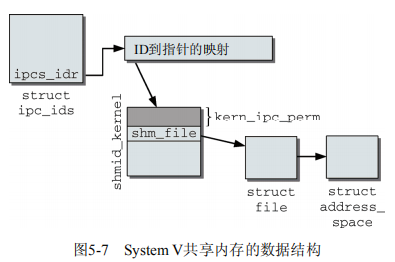 ipcs_idr
struct
ipc_ids
ID到指针的映射
shmid_kernel
kern_ipc_perm
shm_file
struct
file
struct
address_
space
图5-7 System V共享内存的数据结构